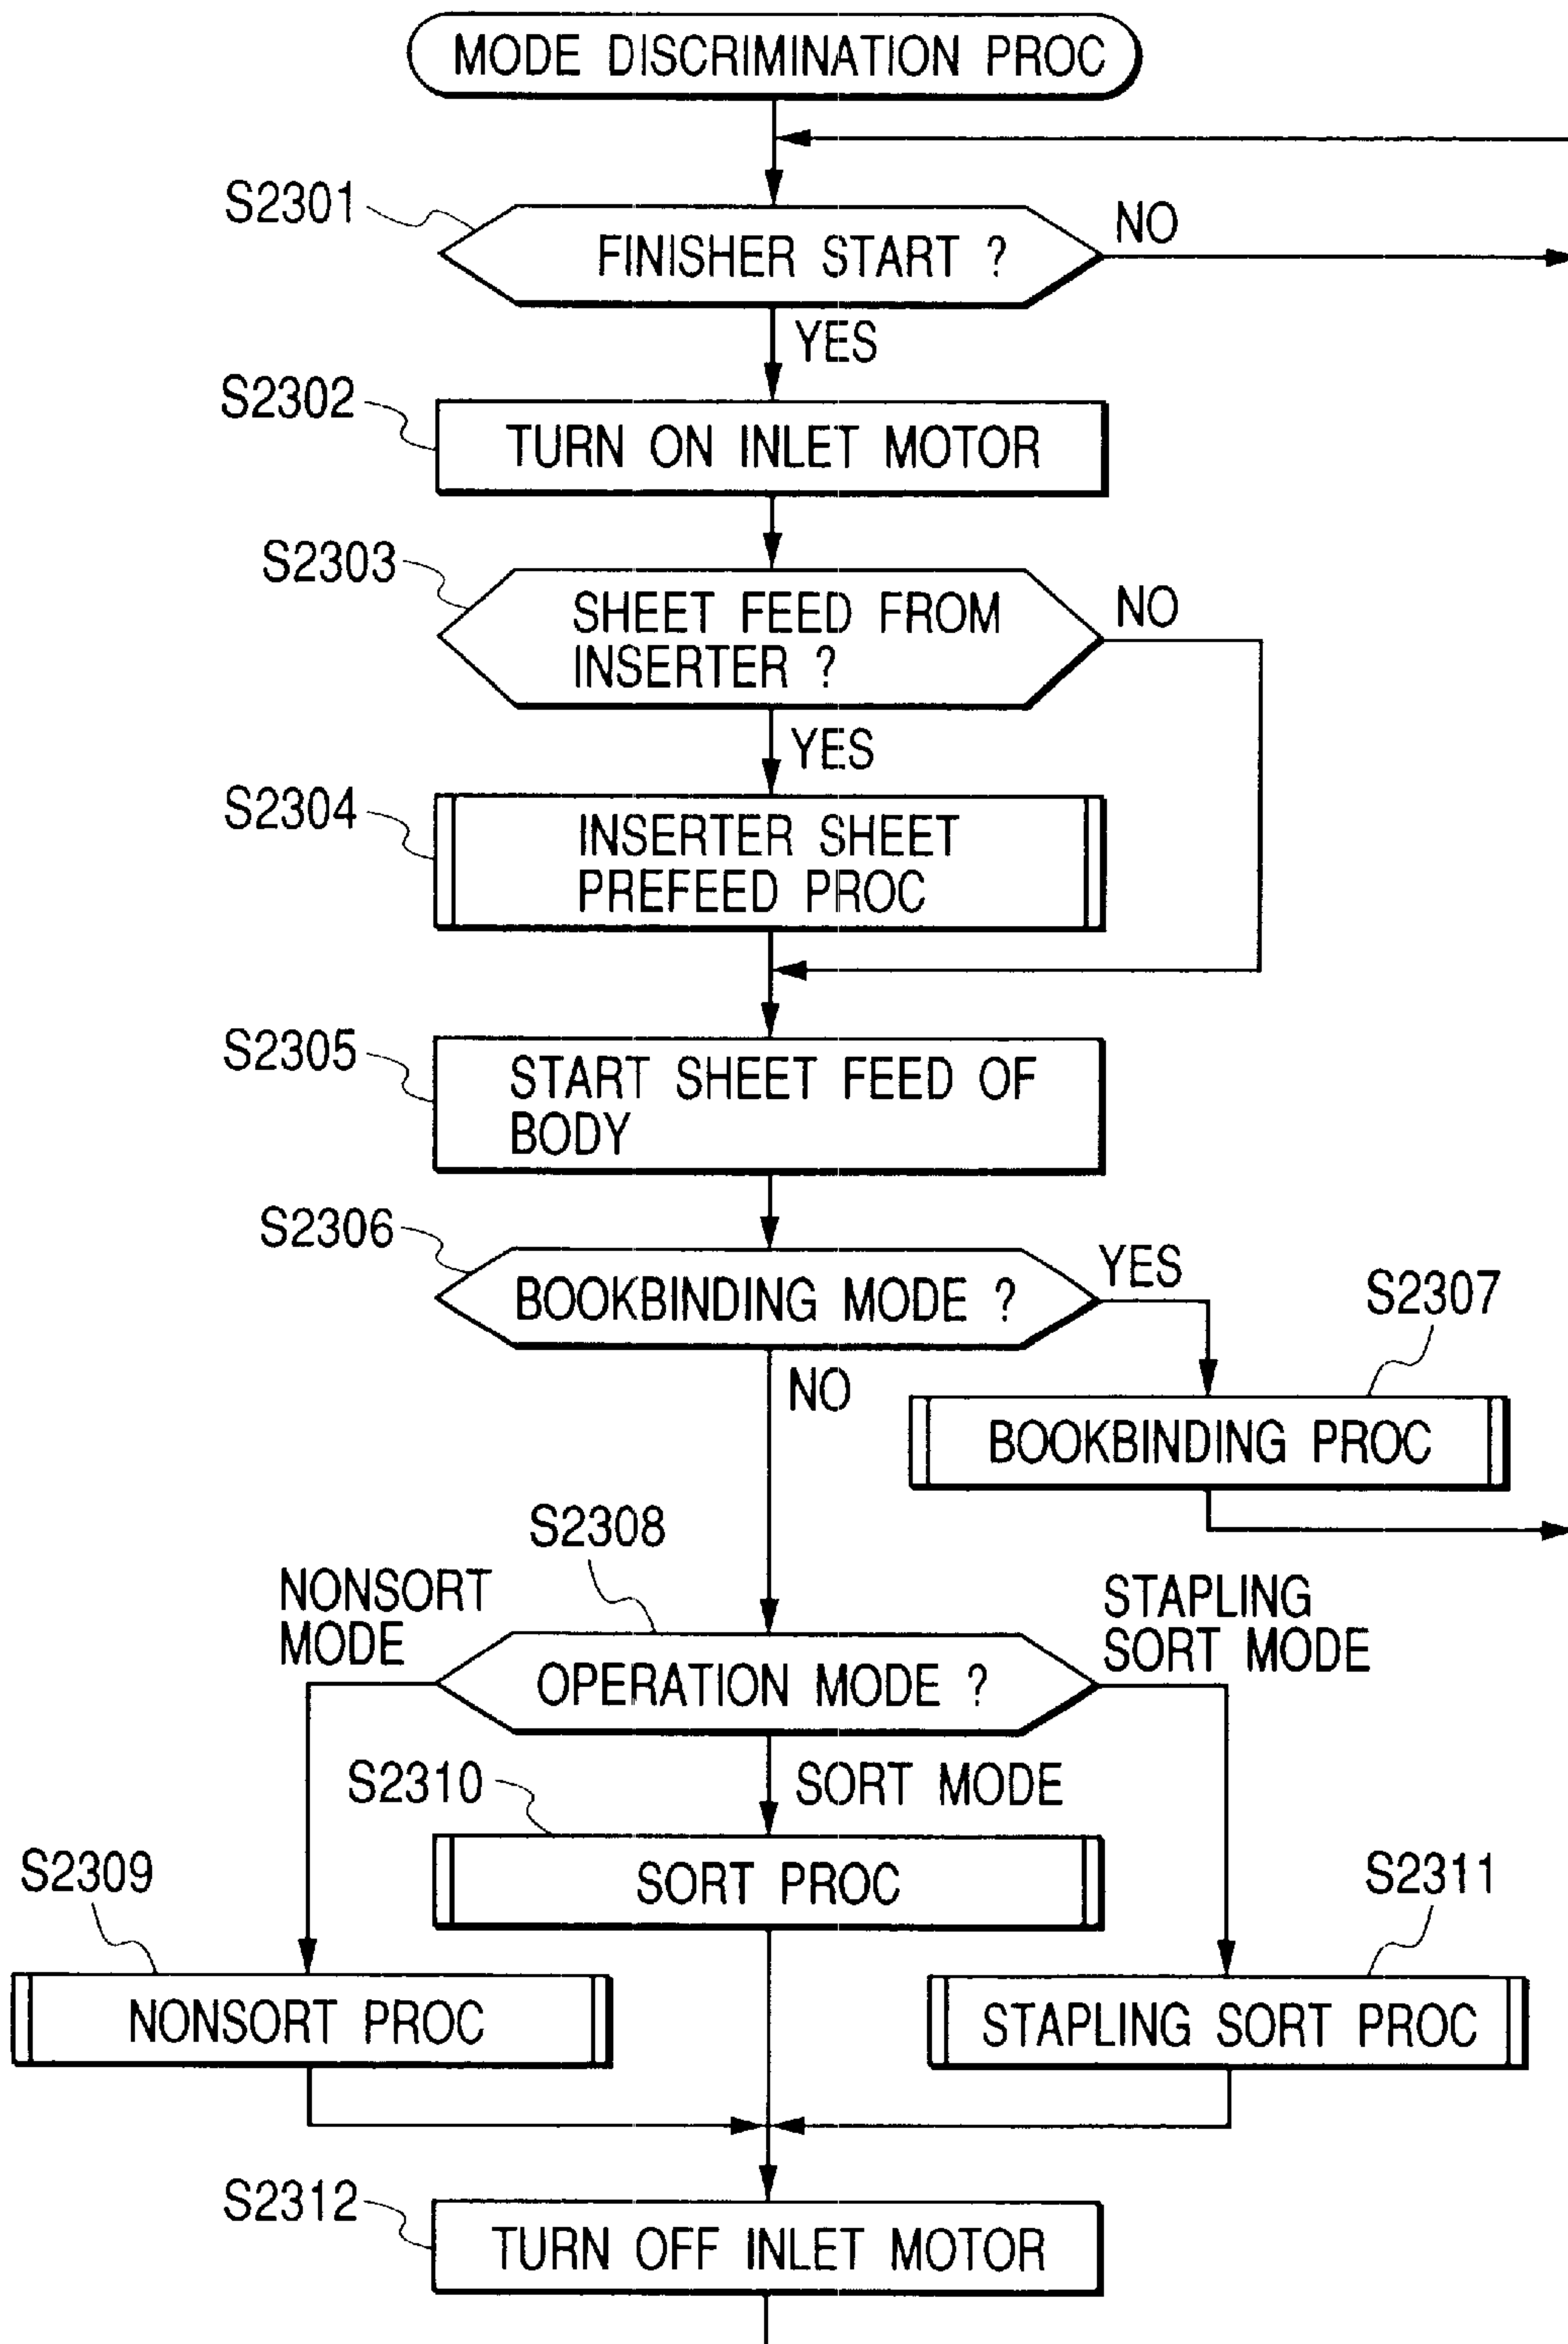 MODE DISCRIMINATION PROC
S2301
FINISHER START ?
NO
YES
S2302
TURN ON INLET MOTOR
S2303
SHEET FEED FROM
INSERTER ?
NO
YES
S2304
INSERTER SHEET
PREFEED PROC
S2305
START SHEET FEED OF
BODY
S2306
BOOKBINDING MODE ?
YES
NO
S2307
BOOKBINDING PROC
S2308
NONSORT
MODE
OPERATION MODE ?
STAPLING
SORT MODE
S2310
SORT MODE
SORT PROC
S2309
NONSORT PROC
S2311
STAPLING SORT PROC
S2312
TURN OFF INLET MOTOR